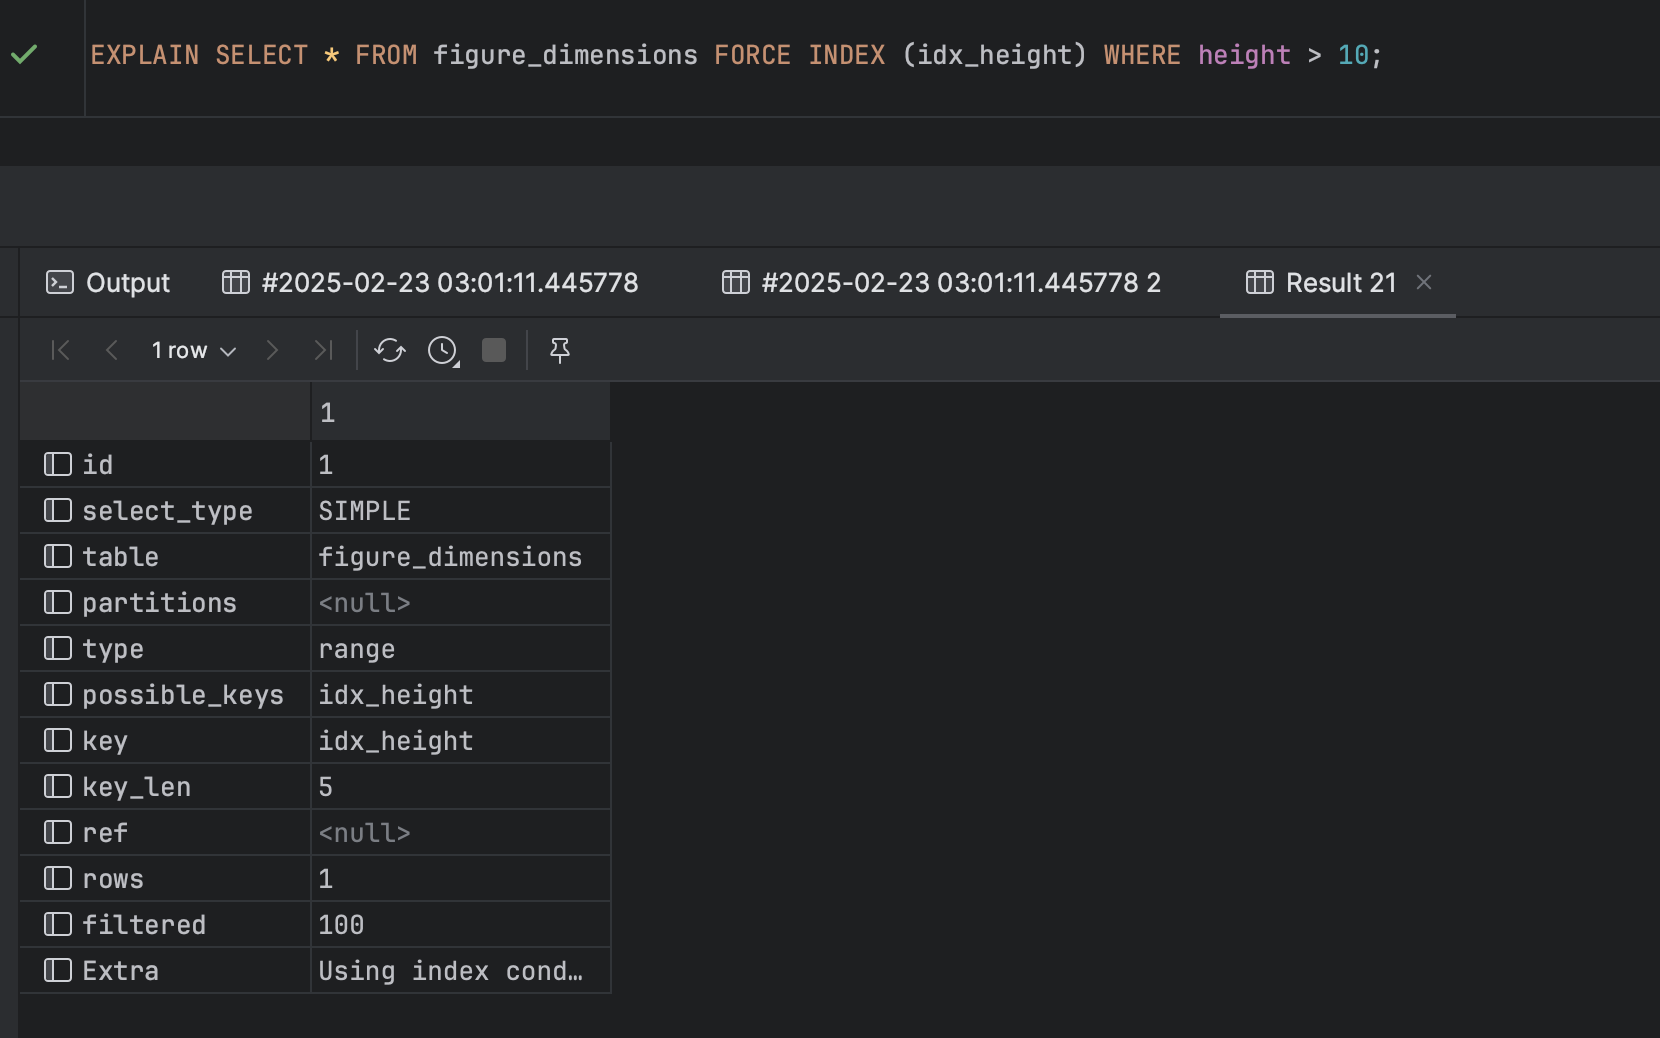 EXPLAIN SELECT * FROM figure_dimensions FORCE INDEX (idx_height) WHERE height > 10;
Output #2025-02-23 03:01:11.445778 #2025-02-23 03:01:11.445778 2 Result 21
1 row
1
id 1
select_type SIMPLE
table figure_dimensions
partitions <null>
type range
possible_keys idx_height
key idx_height
key_len 5
ref <null>
rows 1
filtered 100
Extra Using index cond…